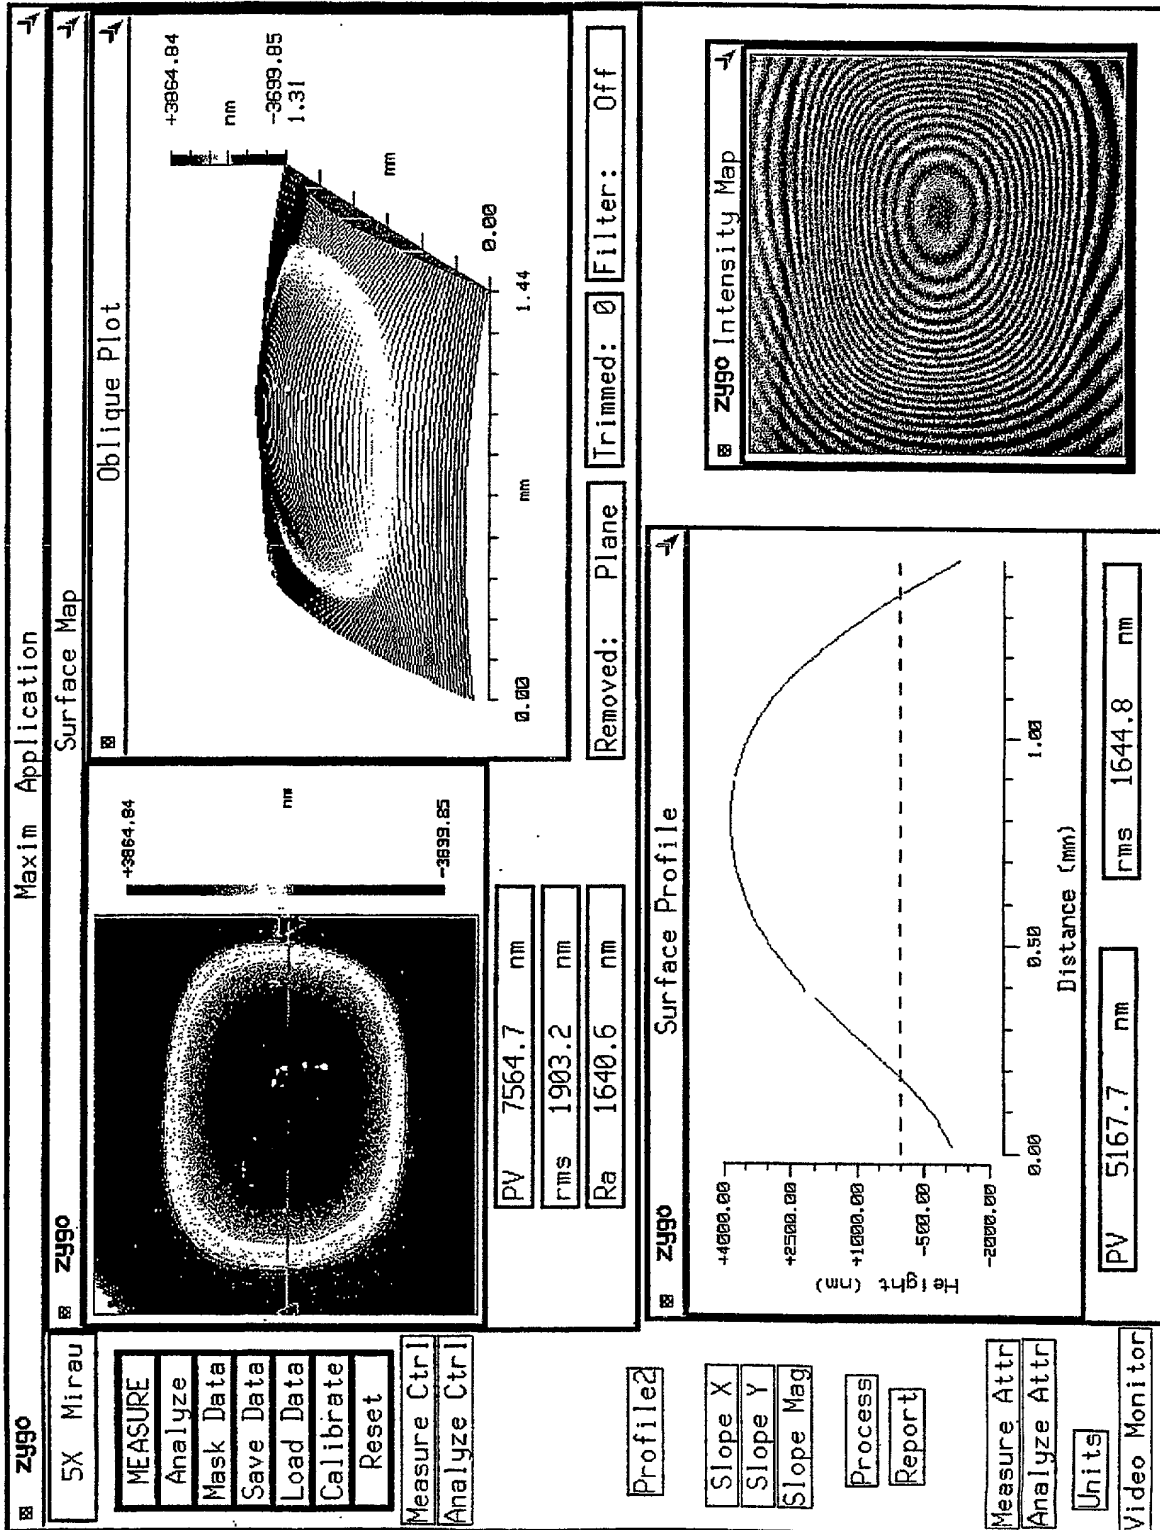 zygo
Maxim Application
5X Mirau
MEASURE
Analyze
Mask Data
Save Data
Load Data
Calibrate
Reset
Measure Ctrl
Analyze Ctrl
zygo
Surface Map
+3864.84
nm
-3699.85
PV 7564.7 nm
rms 1903.2 nm
Ra 1640.6 nm
Oblique Plot
+3864.84
nm
-3699.85
1.31
mm
0.00
1.44
mm
0.00
Removed: Plane
Trimmed: 0
Filter: Off
Profile2
Slope X
Slope Y
Slope Mag
Process
Report
Measure Attr
Analyze Attr
Units
Video Monitor
zygo
Surface Profile
+4000.00
+2500.00
+1000.00
-500.00
-2000.00
Height (nm)
0.00
0.50
1.00
Distance (mm)
PV 5167.7 nm
rms 1644.8 nm
zygo Intensity Map